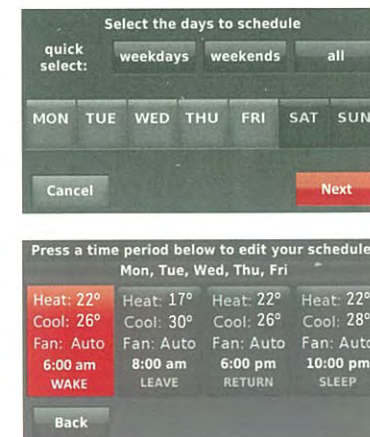 Select the days to schedule
quick select: weekdays weekends all
MON TUE WED THU FRI SAT SUN
Cancel Next
Press a time period below to edit your schedule
Mon, Tue, Wed, Thu, Fri
Heat: 22° Heat: 17° Heat: 22° Heat: 22°
Cool: 26° Cool: 30° Cool: 26° Cool: 28°
Fan: Auto Fan: Auto Fan: Auto Fan: Auto
6:00 am 8:00 am 6:00 pm 10:00 pm
WAKE LEAVE RETURN SLEEP
Back